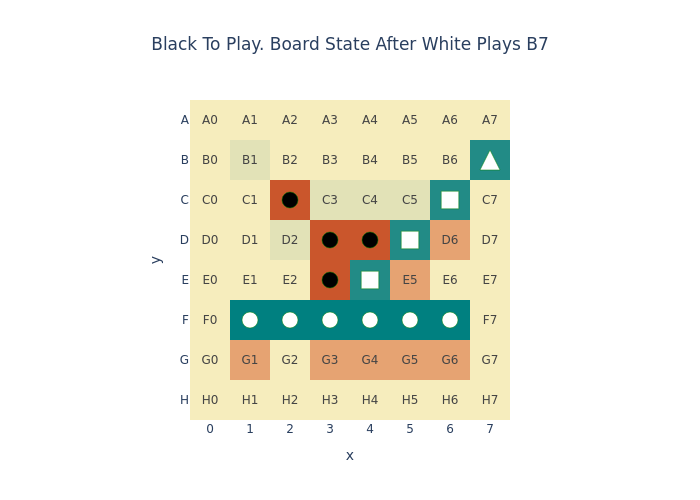 Black To Play. Board State After White Plays B7
A A0 A1 A2 A3 A4 A5 A6 A7
B B0 B1 B2 B3 B4 B5 B6
C C0 C1 C3 C4 C5 C7
D D0 D1 D2 D6 D7
y
E E0 E1 E2 E5 E6 E7
F F0 F7
G G0 G1 G2 G3 G4 G5 G6 G7
H H0 H1 H2 H3 H4 H5 H6 H7
0 1 2 3 4 5 6 7
x